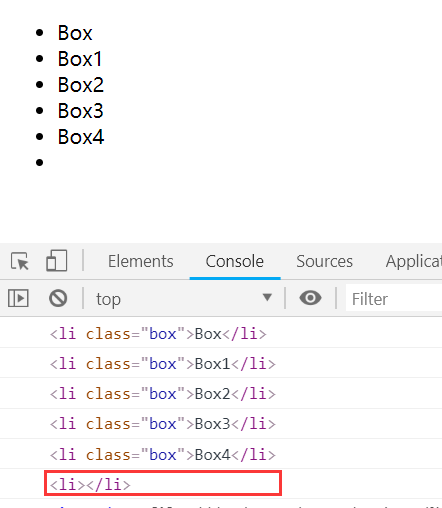 Box
Box1
Box2
Box3
Box4
Elements Console Sources Applica
top Filter
<li class="box">Box</li>
<li class="box">Box1</li>
<li class="box">Box2</li>
<li class="box">Box3</li>
<li class="box">Box4</li>
<li></li>